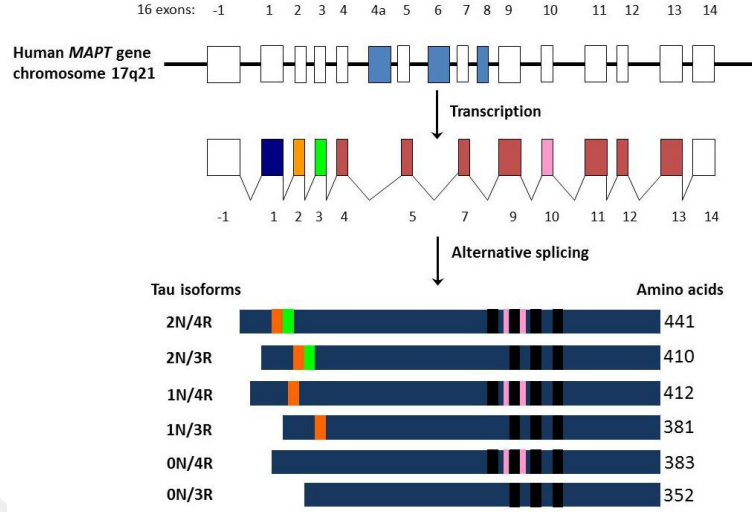 16 exons: -1 1 2 3 4 4a 5 6 7 8 9 10 11 12 13 14
Human MAPT gene
chromosome 17q21
Transcription
-1 1 2 3 4 5 7 9 10 11 12 13 14
Alternative splicing
Tau isoforms Amino acids
2N/4R 441
2N/3R 410
1N/4R 412
1N/3R 381
0N/4R 383
0N/3R 352